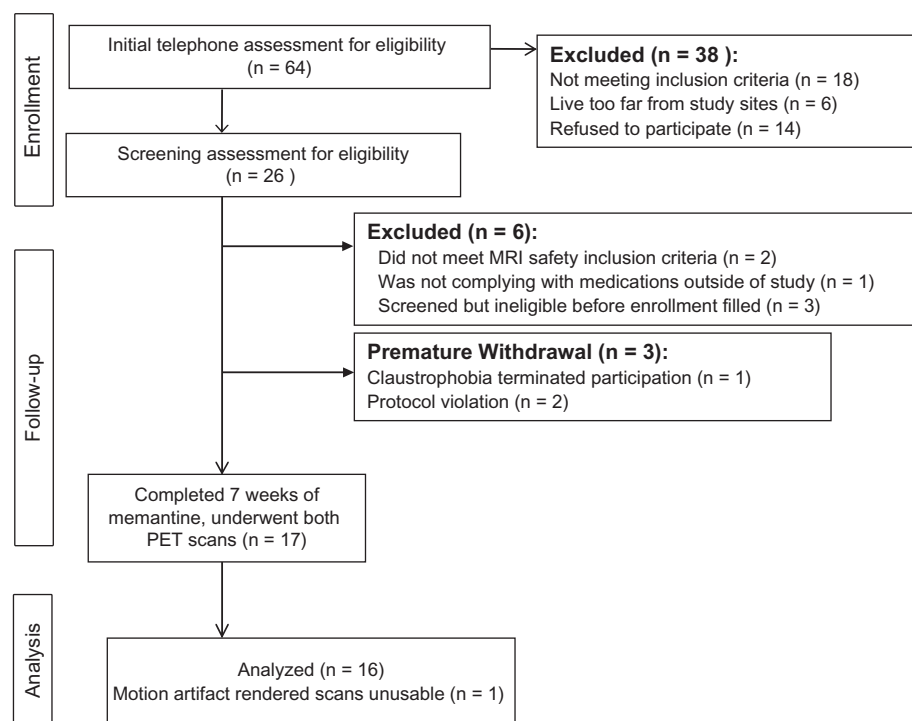 Enrollment
Initial telephone assessment for eligibility
(n = 64)
Excluded (n = 38 ):
Not meeting inclusion criteria (n = 18)
Live too far from study sites (n = 6)
Refused to participate (n = 14)
Screening assessment for eligibility
(n = 26 )
Follow-up
Excluded (n = 6):
Did not meet MRI safety inclusion criteria (n = 2)
Was not complying with medications outside of study (n = 1)
Screened but ineligible before enrollment filled (n = 3)
Premature Withdrawal (n = 3):
Claustrophobia terminated participation (n = 1)
Protocol violation (n = 2)
Completed 7 weeks of
memantine, underwent both
PET scans (n = 17)
Analysis
Analyzed (n = 16)
Motion artifact rendered scans unusable (n = 1)